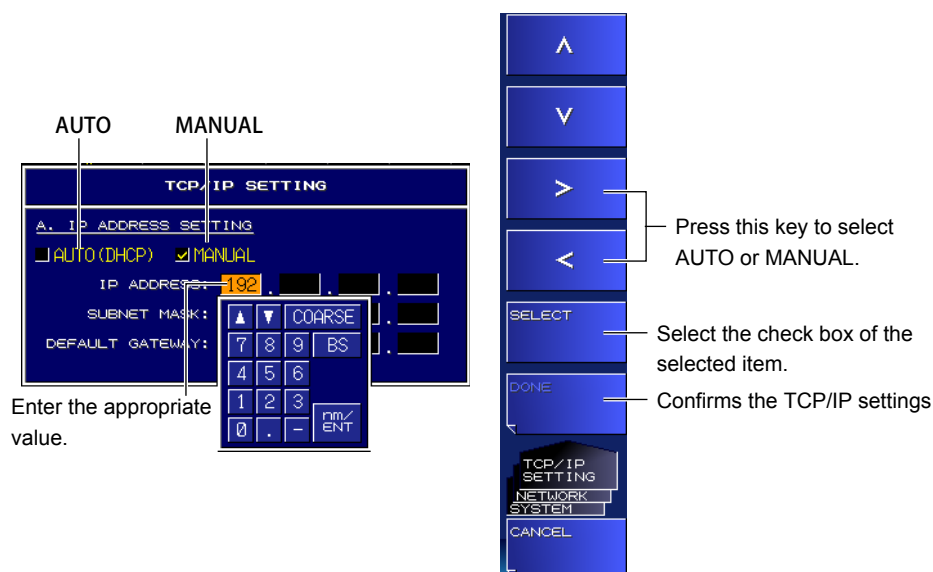 AUTO MANUAL
TCP/IP SETTING
A. IP ADDRESS SETTING
AUTO(DHCP) MANUAL
IP ADDRESS: 192 . . .
SUBNET MASK: .
DEFAULT GATEWAY: .
COARSE
7 8 9 BS
4 5 6
1 2 3
0 . - nm/
ENT
Enter the appropriate
value.
∧
∨
>
<
Press this key to select
AUTO or MANUAL.
SELECT
Select the check box of the
selected item.
DONE
Confirms the TCP/IP settings
TCP/IP
SETTING
NETWORK
SYSTEM
CANCEL